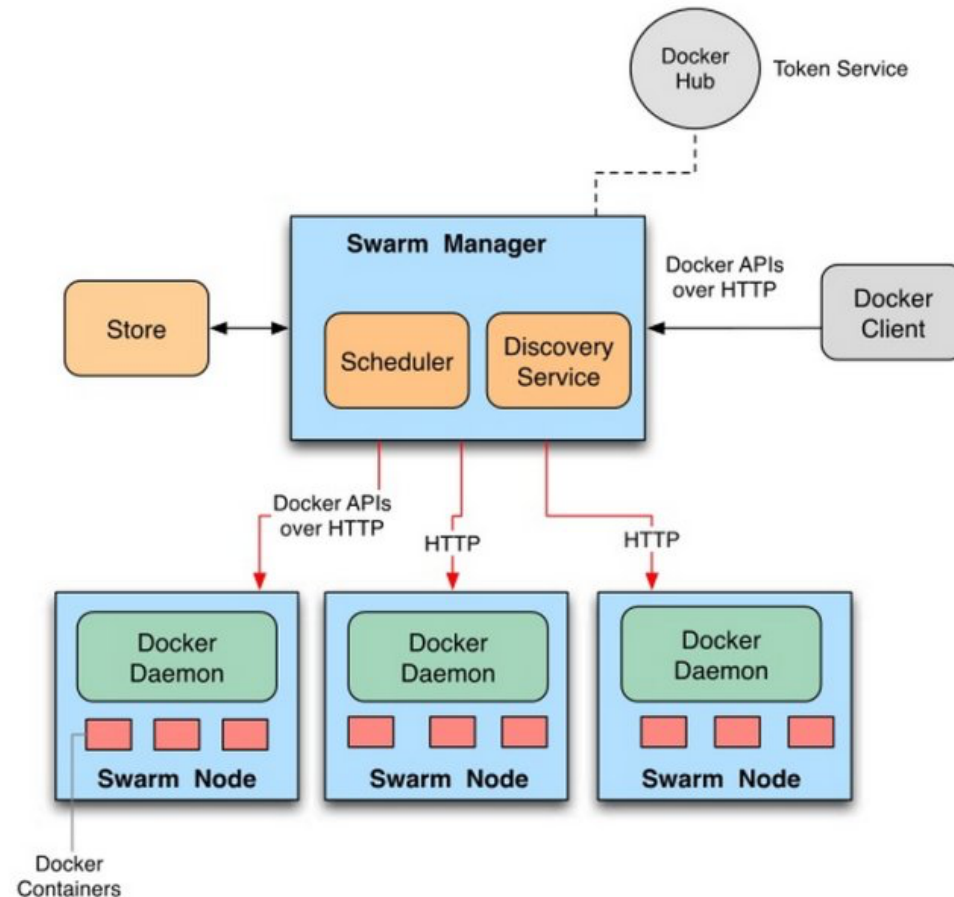 Docker
Hub
Token Service
Swarm Manager
Docker APIs
over HTTP
Store
Scheduler
Discovery
Service
Docker
Client
Docker APIs
over HTTP
HTTP
HTTP
Docker
Daemon
Docker
Daemon
Docker
Daemon
Swarm Node
Swarm Node
Swarm Node
Docker
Containers